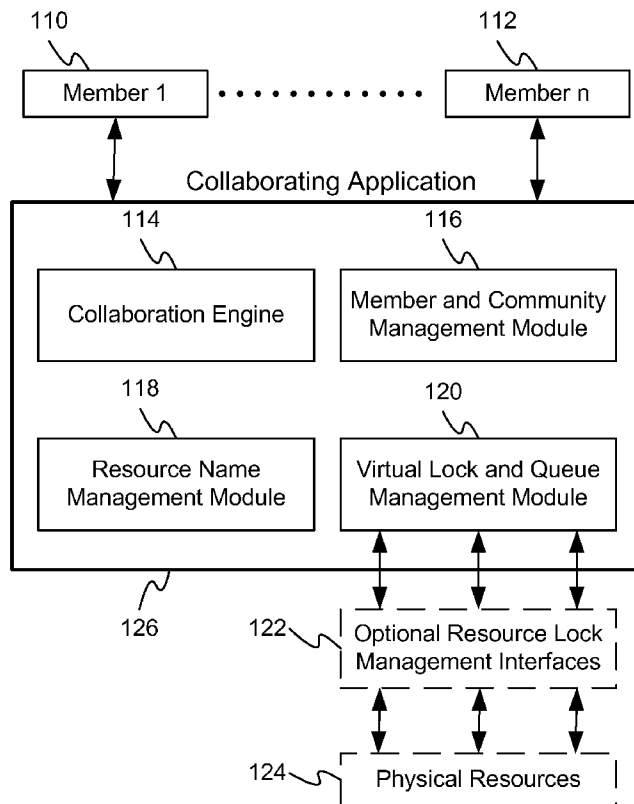 110
112
Member 1
Member n
Collaborating Application
114
116
Collaboration Engine
Member and Community
Management Module
118
120
Resource Name
Management Module
Virtual Lock and Queue
Management Module
126
122
Optional Resource Lock
Management Interfaces
124
Physical Resources